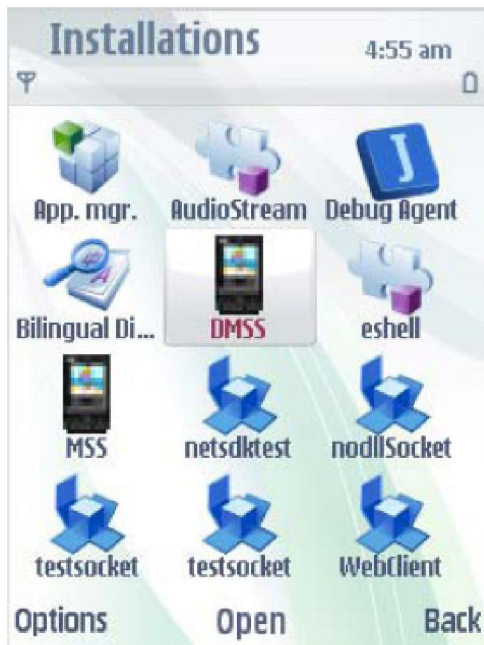 Installations
4:55 am
App. mgr. AudioStream Debug Agent
Bilingual Di... DMSS eshell
MSS netsdktest nodllSocket
testsocket testsocket WebClient
Options Open Back